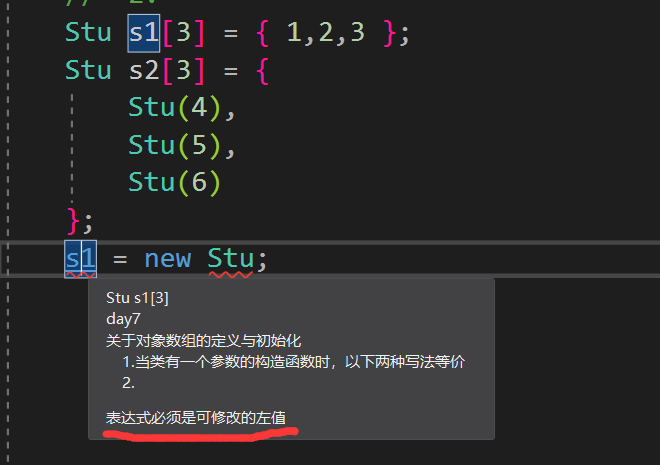 Stu s1[3] = { 1,2,3 };
Stu s2[3] = {
Stu(4),
Stu(5),
Stu(6)
};
s1 = new Stu;
Stu s1[3]
day7
关于对象数组的定义与初始化
1.当类有一个参数的构造函数时，以下两种写法等价
2.
表达式必须是可修改的左值